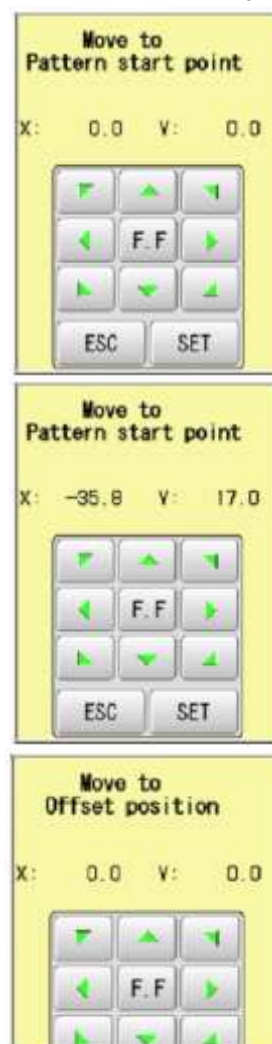 Move to
Pattern start point
X: 0.0 Y: 0.0
F.F
ESC SET
Move to
Pattern start point
X: -35.8 Y: 17.0
F.F
ESC SET
Move to
Offset position
X: 0.0 Y: 0.0
F.F